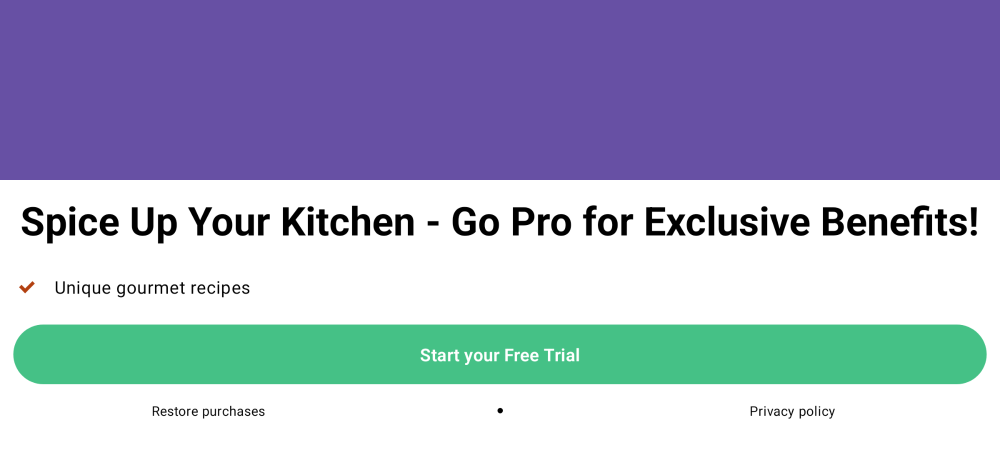 Spice Up Your Kitchen - Go Pro for Exclusive Benefits!
Unique gourmet recipes
Start your Free Trial
Restore purchases • Privacy policy